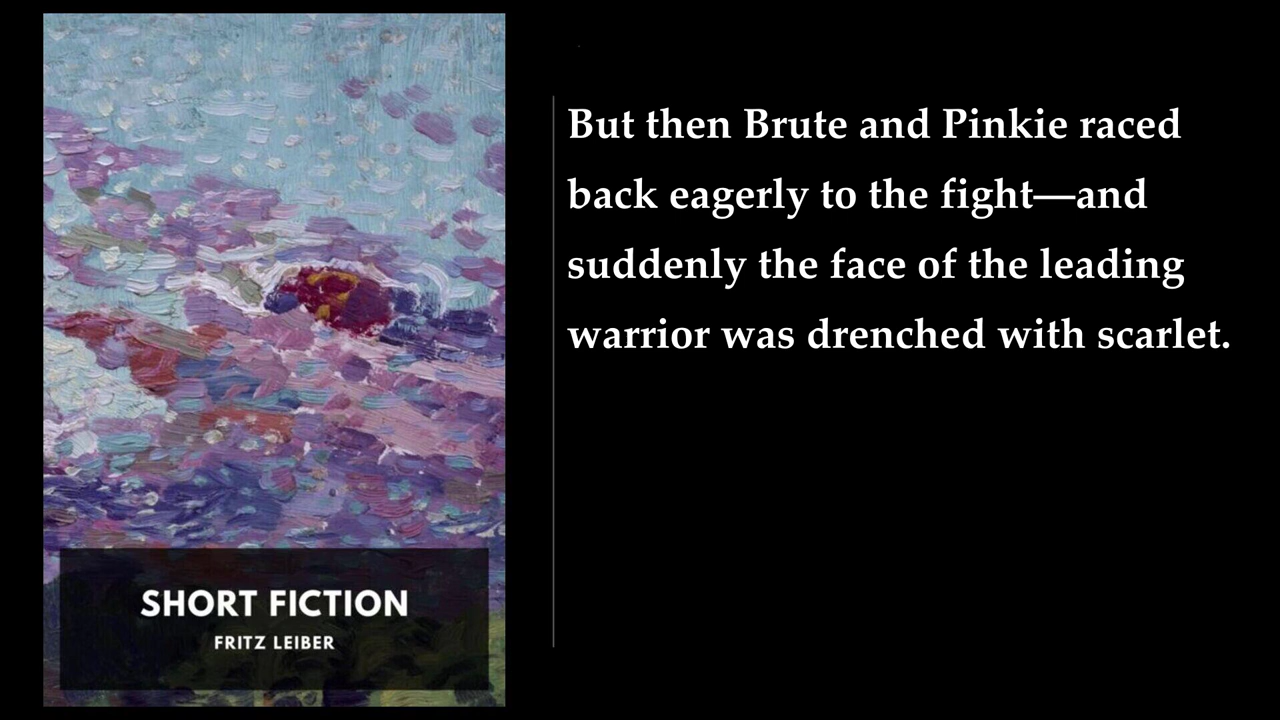 But then Brute and Pinkie raced
back eagerly to the fight—and
suddenly the face of the leading
warrior was drenched with scarlet.
SHORT FICTION
FRITZ LEIBER